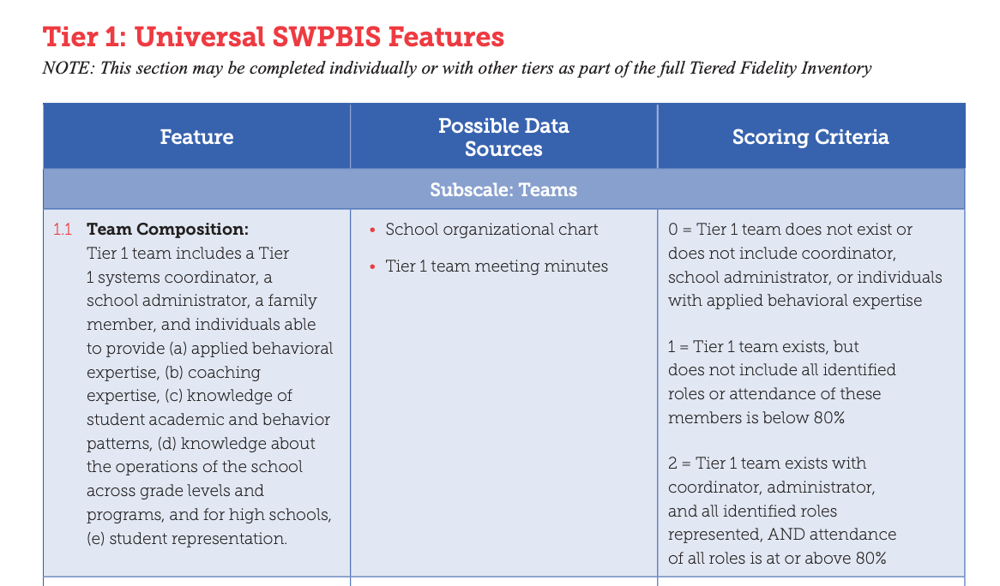 Tier 1: Universal SWPBIS Features
NOTE: This section may be completed individually or with other tiers as part of the full Tiered Fidelity Inventory
Feature
Possible Data
Sources
Scoring Criteria
Subscale: Teams
1.1 Team Composition:
Tier 1 team includes a Tier
1 systems coordinator, a
school administrator, a family
member, and individuals able
to provide (a) applied behavioral
expertise, (b) coaching
expertise, (c) knowledge of
student academic and behavior
patterns, (d) knowledge about
the operations of the school
across grade levels and
programs, and for high schools,
(e) student representation.
• School organizational chart
• Tier 1 team meeting minutes
0 = Tier 1 team does not exist or
does not include coordinator,
school administrator, or individuals
with applied behavioral expertise
1 = Tier 1 team exists, but
does not include all identified
roles or attendance of these
members is below 80%
2 = Tier 1 team exists with
coordinator, administrator,
and all identified roles
represented, AND attendance
of all roles is at or above 80%